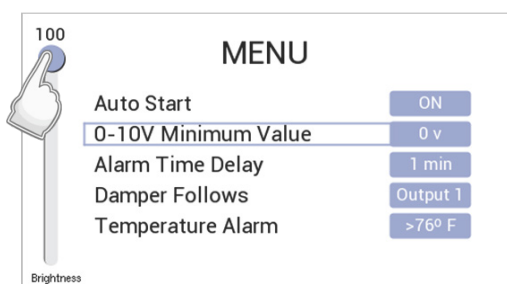 100
MENU
Auto Start ON
0-10V Minimum Value 0 v
Alarm Time Delay 1 min
Damper Follows Output 1
Temperature Alarm >76º F
Brightness